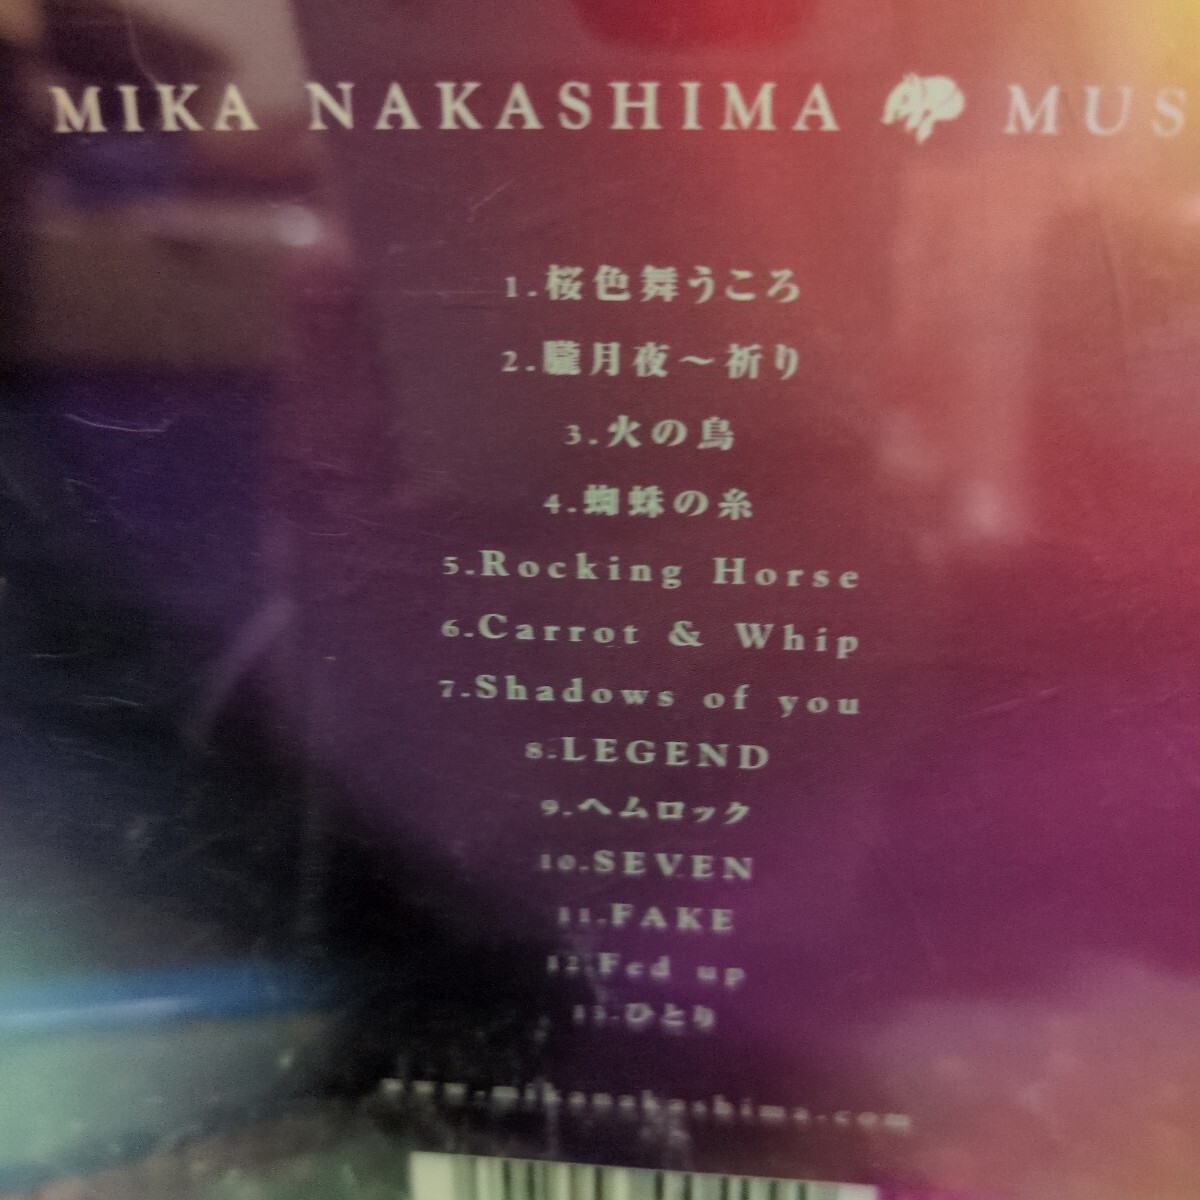 MIKA NAKASHIMA MUS
1.桜色舞うころ
2.朧月夜〜祈り
3.火の鳥
4.蜘蛛の糸
5.Rocking Horse
6.Carrot & Whip
7.Shadows of you
8.LEGEND
9.ヘムロック
10.SEVEN
11.FAKE
12.Fed up
13.ひとり
www.mikanakashima.com